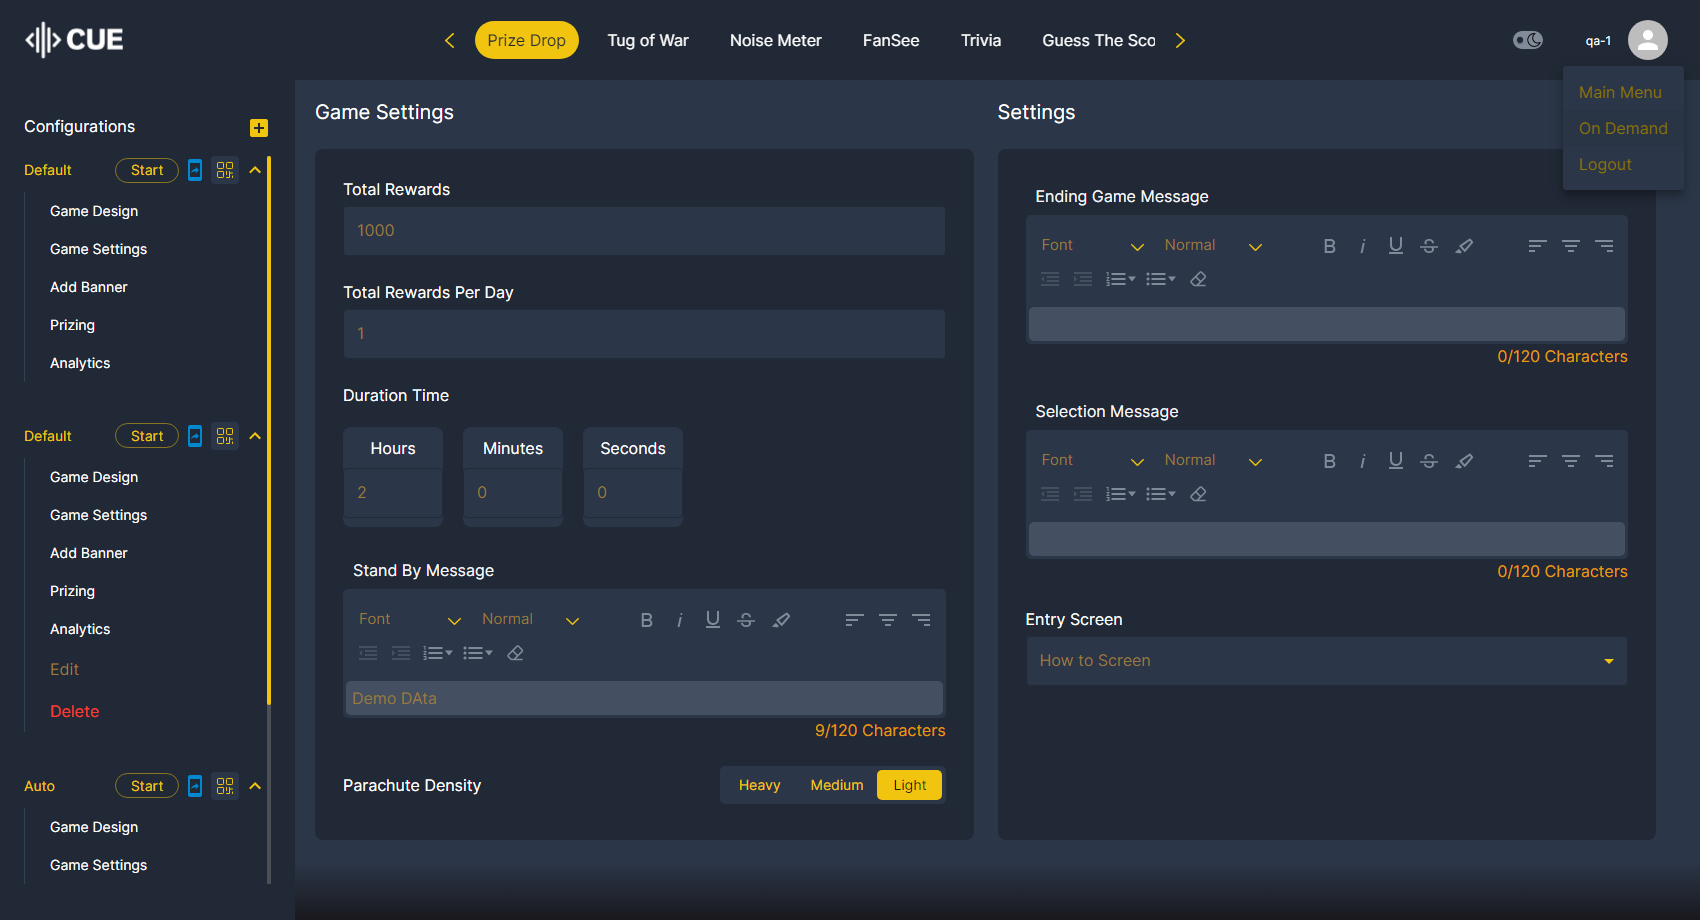 CUE
Prize Drop
Tug of War
Noise Meter
FanSee
Trivia
Guess The Sco
qa-1
Main Menu
On Demand
Logout
Configurations
Default
Start
Game Design
Game Settings
Add Banner
Prizing
Analytics
Default
Start
Game Design
Game Settings
Add Banner
Prizing
Analytics
Edit
Delete
Auto
Start
Game Design
Game Settings
Game Settings
Total Rewards
1000
Total Rewards Per Day
1
Duration Time
Hours
Minutes
Seconds
2
0
0
Stand By Message
Font
Normal
B
i
U
S
Demo DAta
9/120 Characters
Parachute Density
Heavy
Medium
Light
Settings
Ending Game Message
Font
Normal
B
i
U
S
0/120 Characters
Selection Message
Font
Normal
B
i
U
S
0/120 Characters
Entry Screen
How to Screen